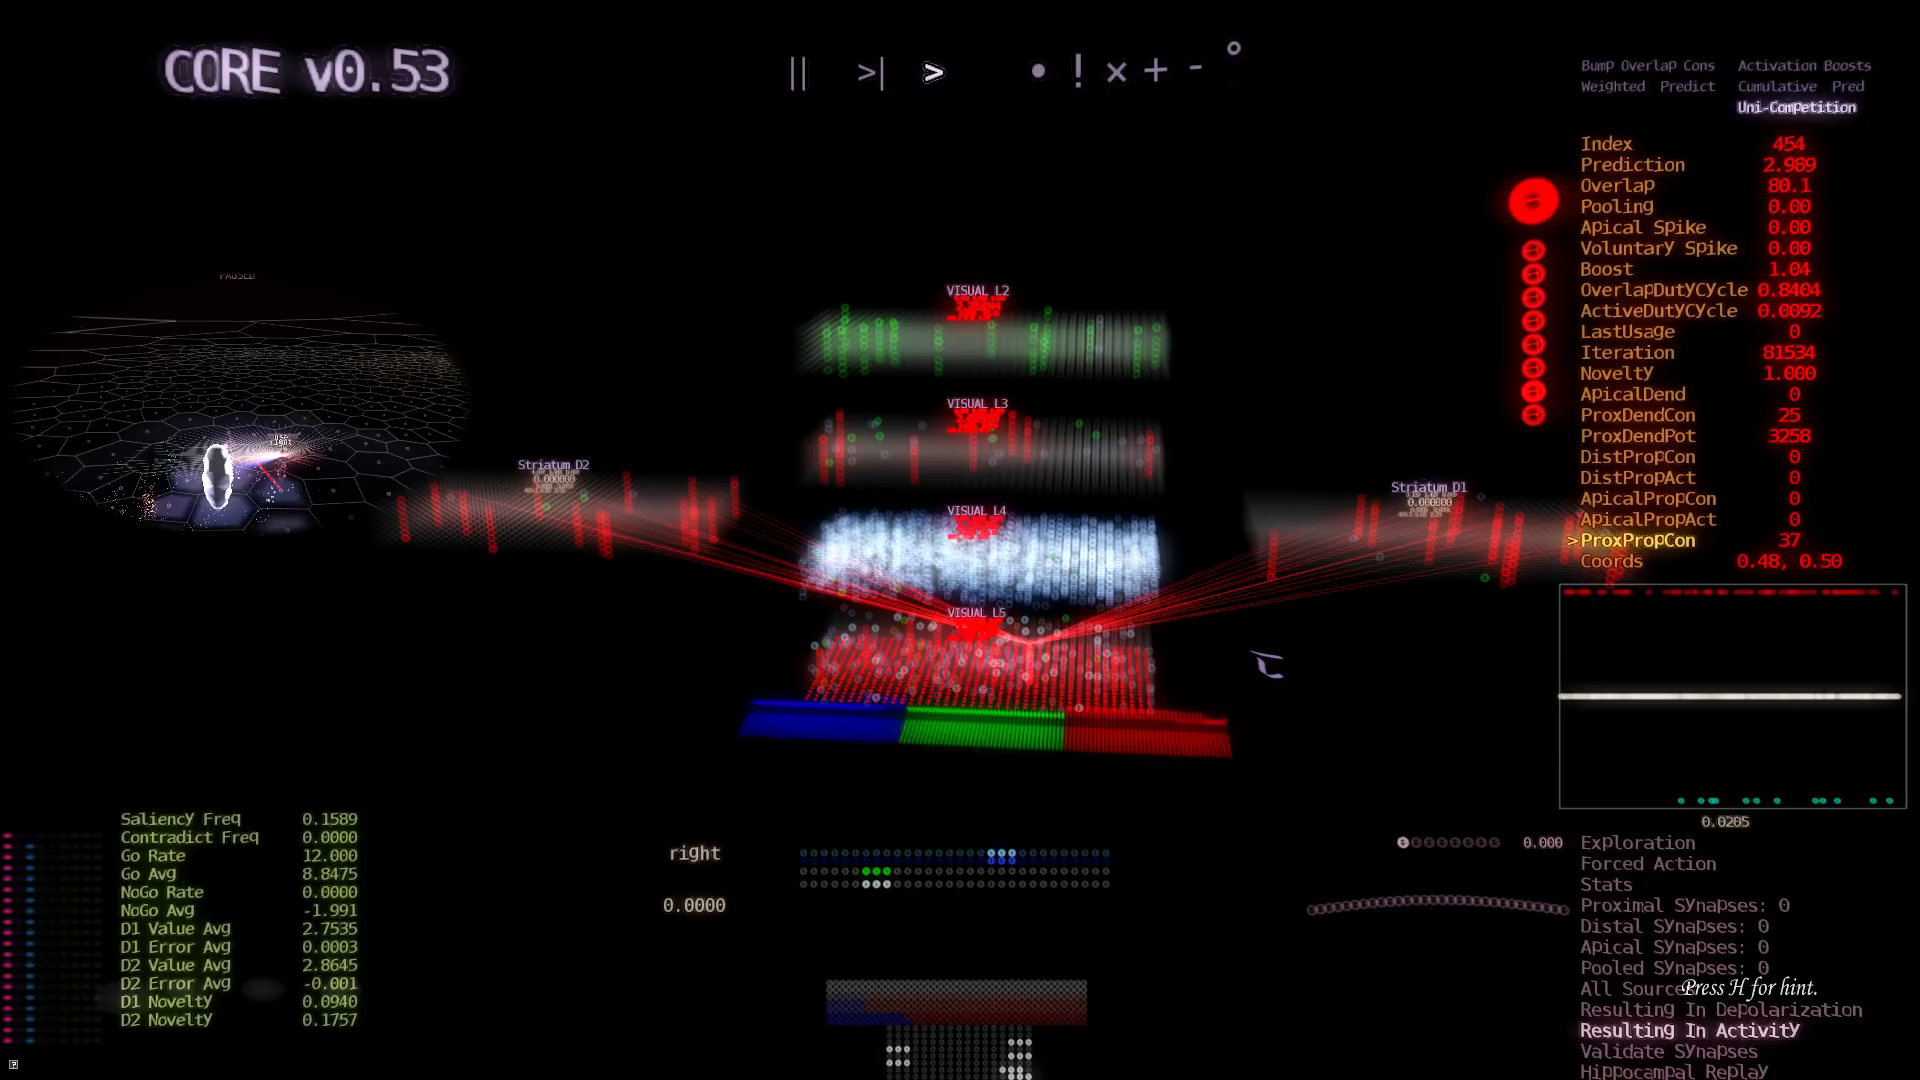 CORE v0.53
|| >| > ● ! × + - °
Bump Overlap Cons Activation Boosts
Weighted Predict Cumulative Pred
Uni-Competition
Index 454
Prediction 2.989
Overlap 80.1
Pooling 0.00
Apical Spike 0.00
Voluntary Spike 0.00
Boost 1.04
OverlapDutyCycle 0.8404
ActiveDutyCycle 0.0092
LastUsage 0
Iteration 81534
Novelty 1.000
ApicalDend 0
ProxDendCon 25
ProxDendPot 3258
DistPropCon 0
DistPropAct 0
ApicalPropCon 0
ApicalPropAct 0
>ProxPropCon 37
Coords 0.48, 0.50
0.0205
PAUSED
VISUAL L2
VISUAL L3
Striatum D2
0.000000
VISUAL L4
Striatum D1
0.000000
VISUAL L5
Saliency Freq 0.1589
Contradict Freq 0.0000
Go Rate 12.000
Go Avg 8.8475
NoGo Rate 0.0000
NoGo Avg -1.991
D1 Value Avg 2.7535
D1 Error Avg 0.0003
D2 Value Avg 2.8645
D2 Error Avg -0.001
D1 Novelty 0.0940
D2 Novelty 0.1757
right
0.0000
0.000
Exploration
Forced Action
Stats
Proximal Synapses: 0
Distal Synapses: 0
Apical Synapses: 0
Pooled Synapses: 0
All Sources
Press H for hint.
Resulting In Depolarization
Resulting In Activity
Validate Synapses
Hippocampal Replay